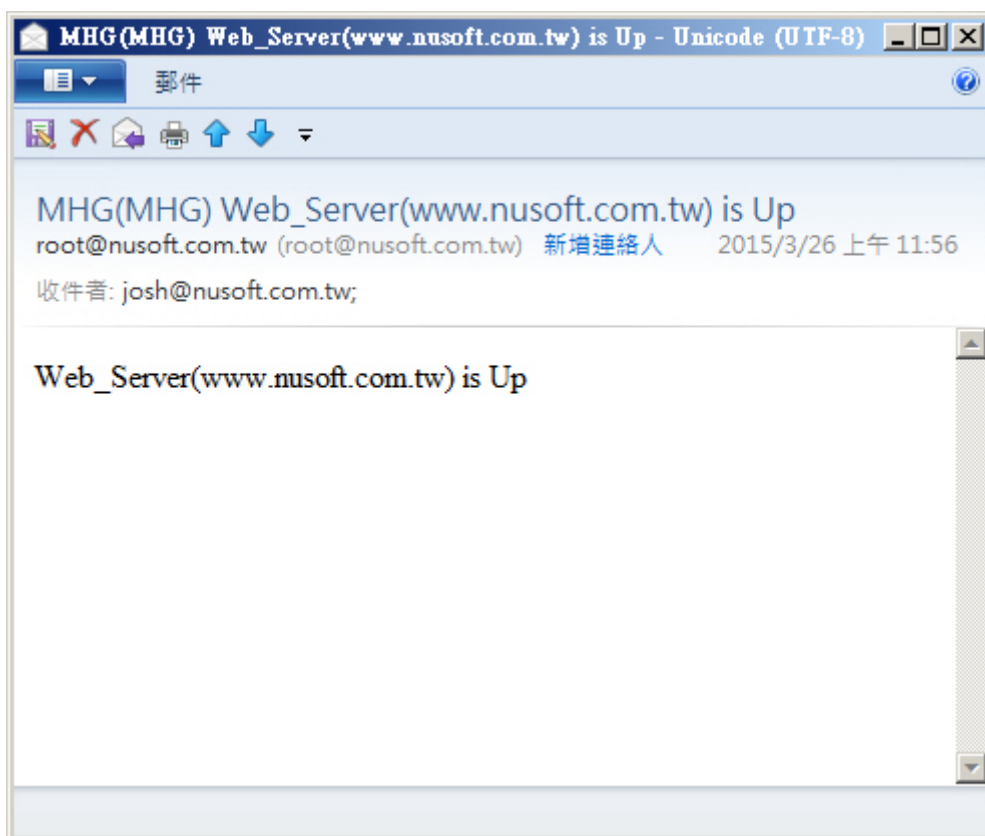 MHG(MHG) Web_Server(www.nusoft.com.tw) is Up - Unicode (UTF-8)
郵件
MHG(MHG) Web_Server(www.nusoft.com.tw) is Up
root@nusoft.com.tw (root@nusoft.com.tw) 新增連絡人 2015/3/26 上午 11:56
收件者: josh@nusoft.com.tw;
Web_Server(www.nusoft.com.tw) is Up